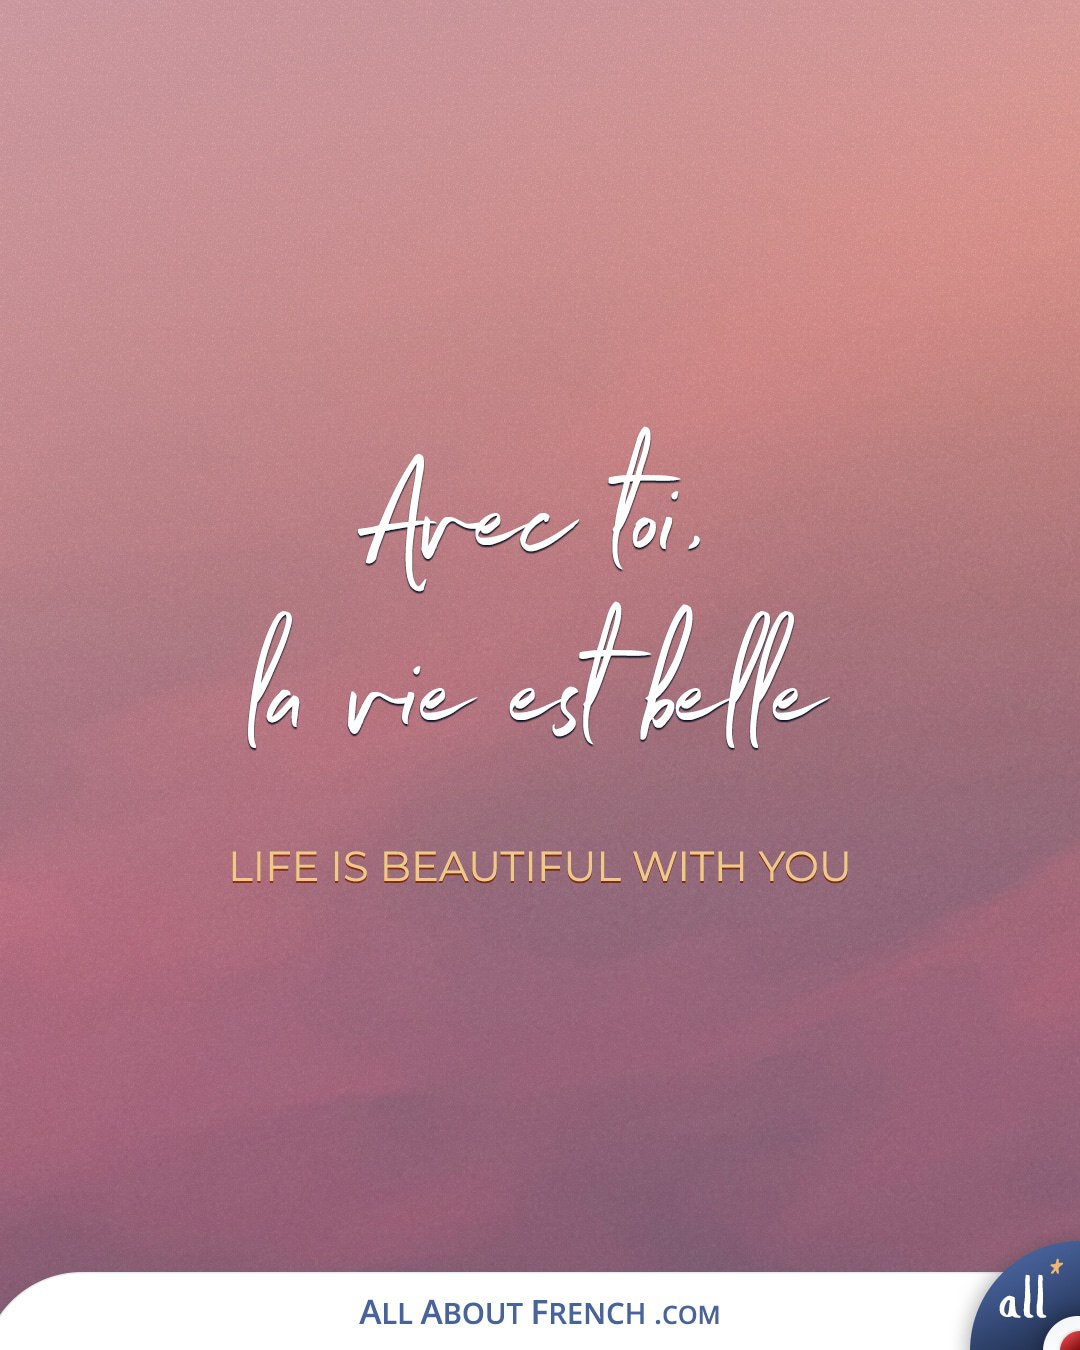 Avec toi,
la vie est belle
LIFE IS BEAUTIFUL WITH YOU
ALL ABOUT FRENCH .COM
all